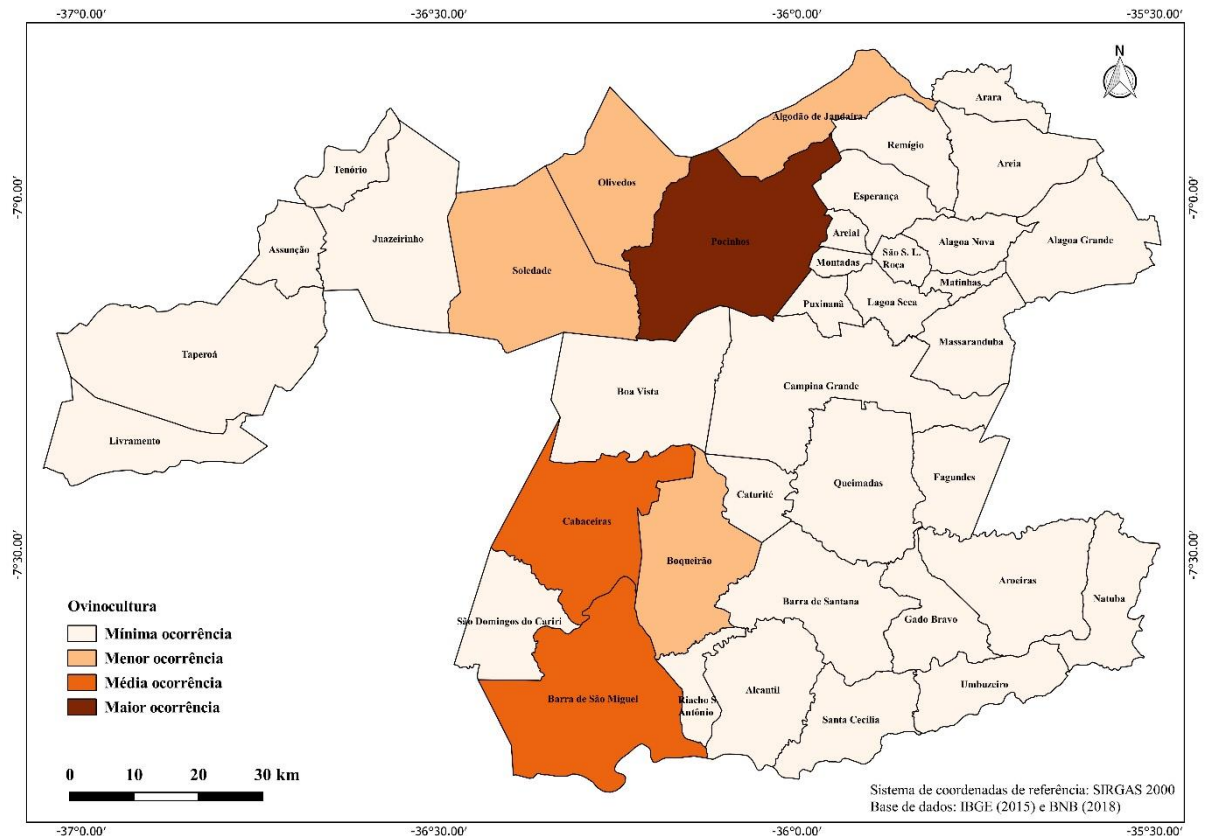 -37°0.00'
-36°30.00'
-36°0.00'
-35°30.00'
N
Arara
Algodão de Jandaíra
Remígio
Areia
Tenório
Olivedos
Esperança
-7°0.00'
-7°0.00'
Assunção
Juazeirinho
Soledade
Pocinhos
Areial
Alagoa Nova
Alagoa Grande
Montadas
São S. L.
Roça
Matinhas
Puxinanã
Lagoa Seca
Taperoá
Massaranduba
Boa Vista
Campina Grande
Livramento
Caturité
Queimadas
Fagundes
Cabaceiras
Boqueirão
-7°30.00'
-7°30.00'
Aroeiras
Natuba
Barra de Santana
Gado Bravo
São Domingos do Cariri
Umbuzeiro
Barra de São Miguel
Riacho S.
Antônio
Alcantil
Santa Cecília
Ovinocultura
Mínima ocorrência
Menor ocorrência
Média ocorrência
Maior ocorrência
0 10 20 30 km
Sistema de coordenadas de referência: SIRGAS 2000
Base de dados: IBGE (2015) e BNB (2018)
-37°0.00'
-36°30.00'
-36°0.00'
-35°30.00'